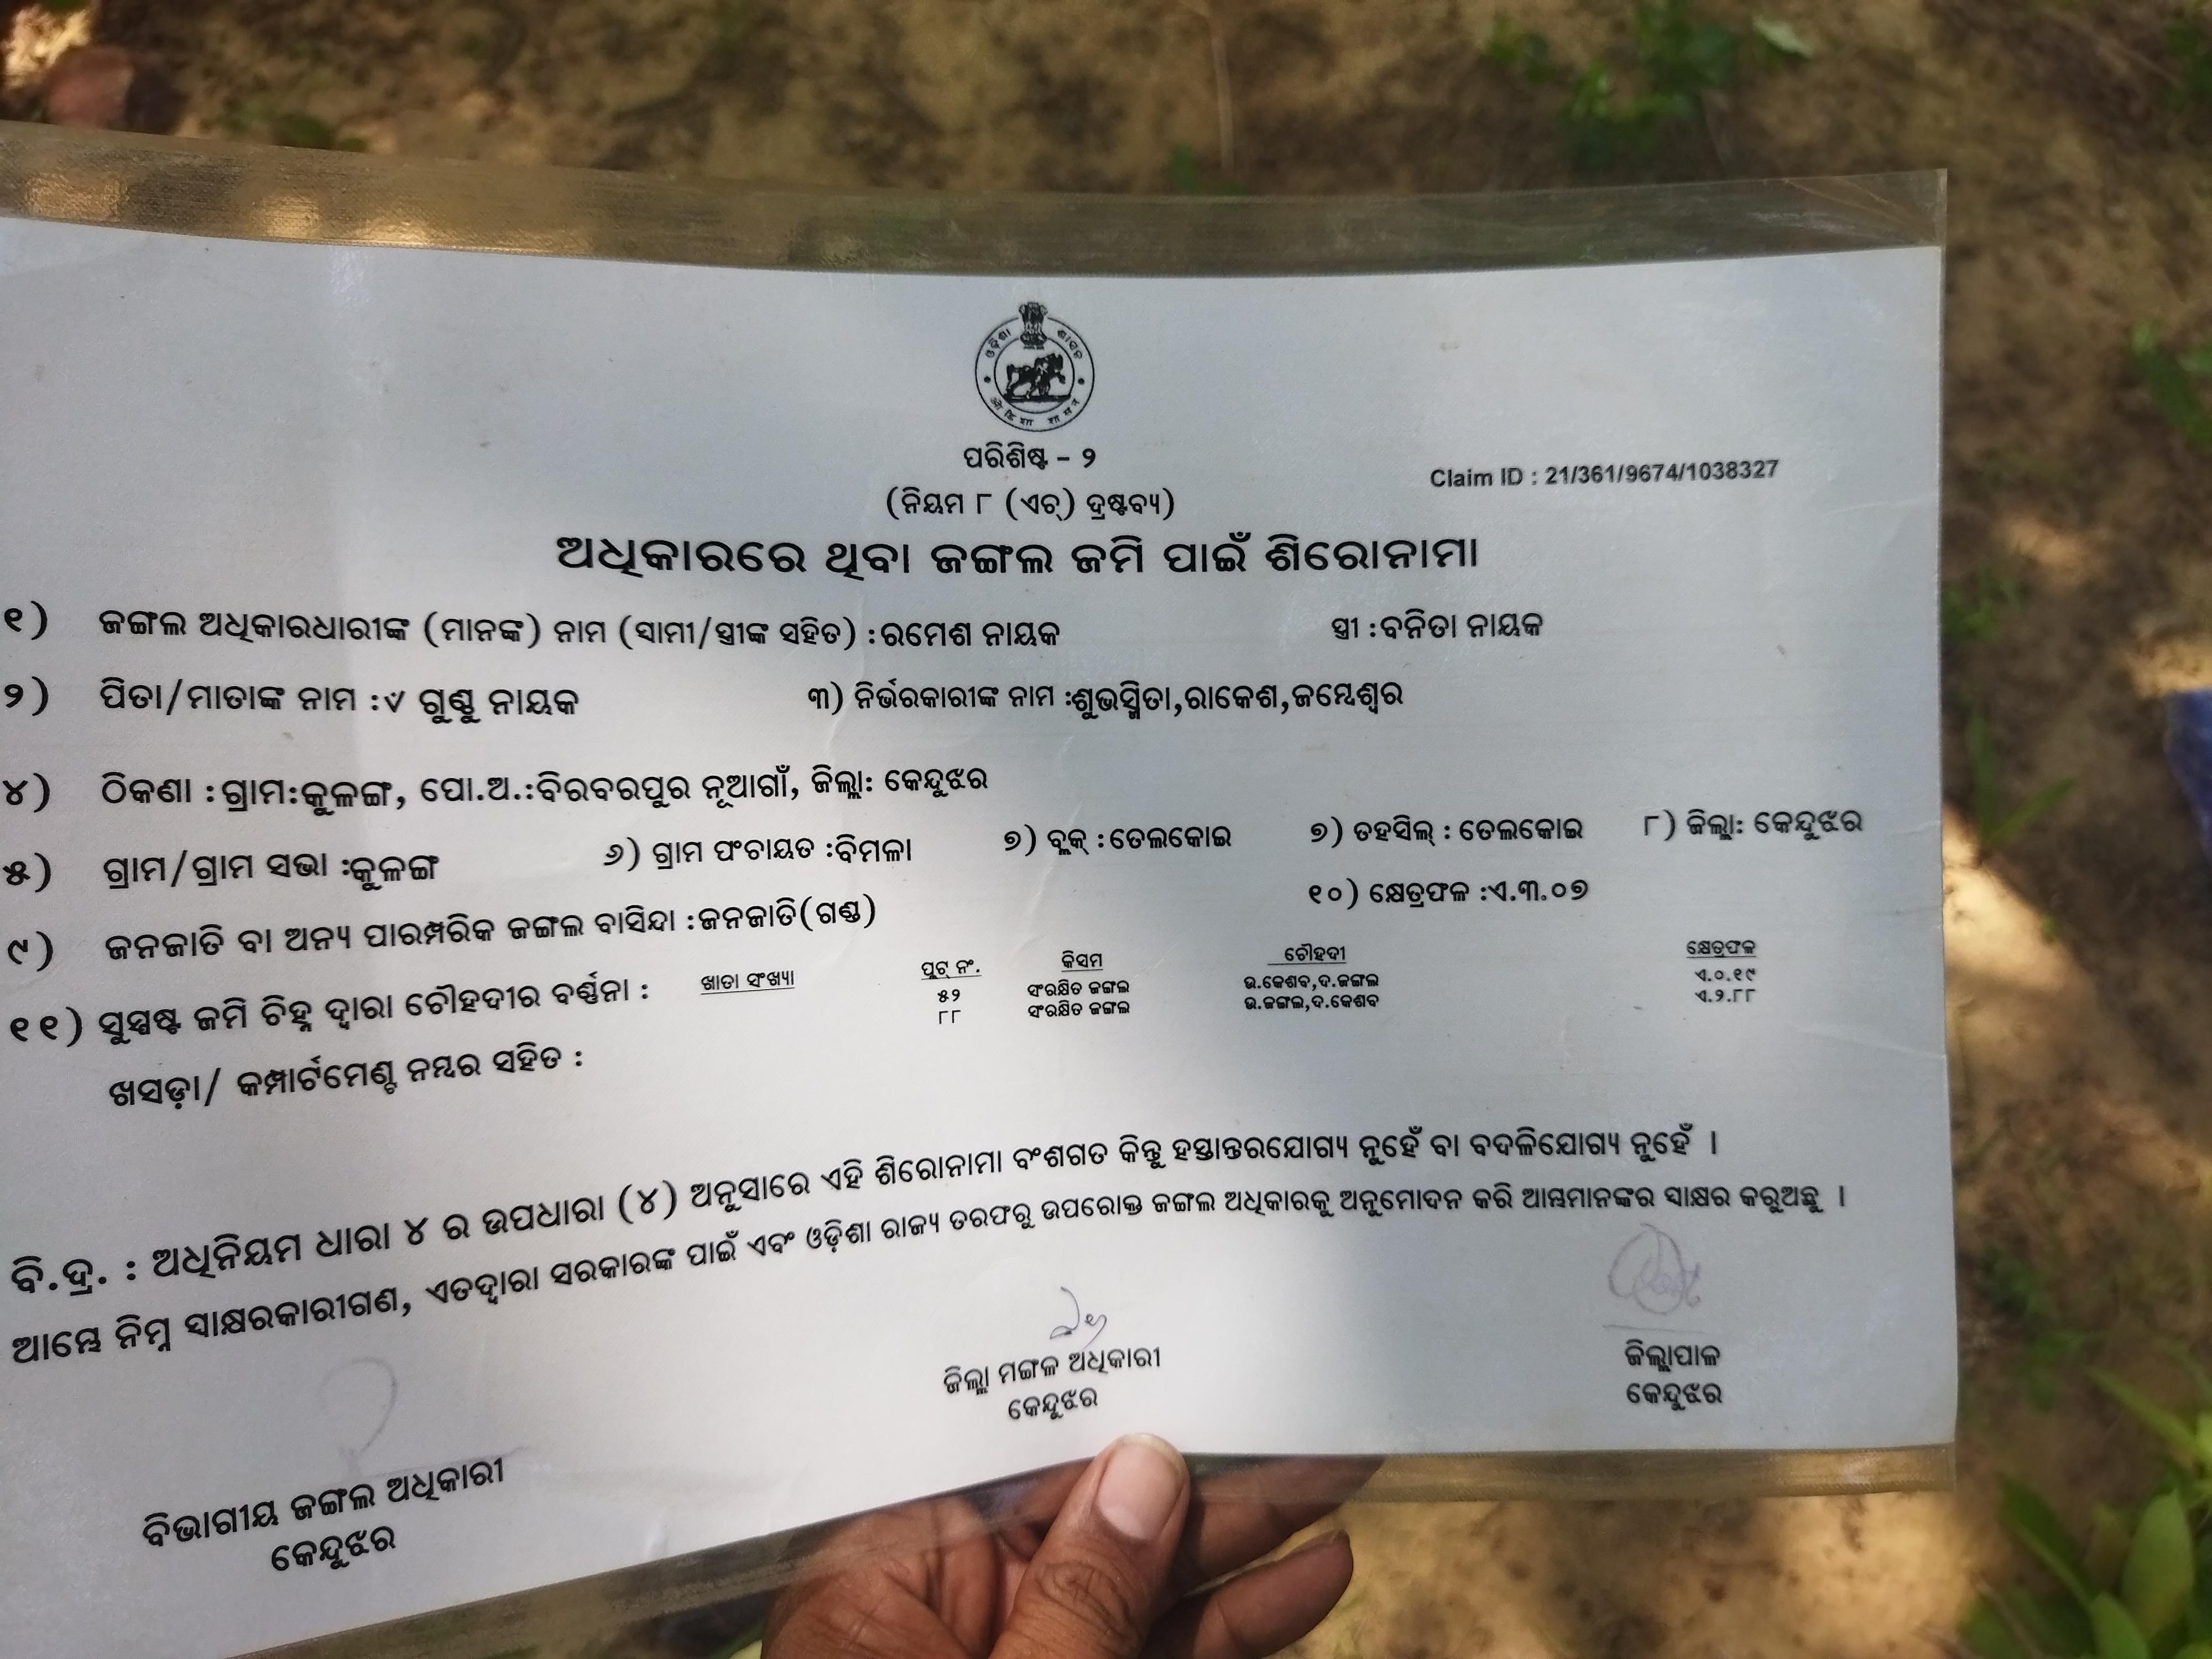 ଓଡ଼ିଶା ଶାସନ
ओड़िशा शासन
ପରିଶିଷ୍ଟ - ୨
Claim ID : 21/361/9674/1038327
(ନିୟମ ୮ (ଏଚ୍) ଦ୍ରଷ୍ଟବ୍ୟ)
ଅଧିକାରରେ ଥିବା ଜଙ୍ଗଲ ଜମି ପାଇଁ ଶିରୋନାମା
୧) ଜଙ୍ଗଲ ଅଧିକାରଧାରୀଙ୍କ (ମାନଙ୍କ) ନାମ (ସାମୀ/ସ୍ତ୍ରୀଙ୍କ ସହିତ) :ରମେଶ ନାୟକ ସ୍ତ୍ରୀ :ବନିତା ନାୟକ
୨) ପିତା/ମାତାଙ୍କ ନାମ :୰ ଗୁଣ୍ଡୁ ନାୟକ ୩) ନିର୍ଭରକାରୀଙ୍କ ନାମ :ଶୁଭସ୍ମିତା,ରାକେଶ,ଜମ୍ବେଶ୍ୱର
୪) ଠିକଣା :ଗ୍ରାମ:କୁଳଙ୍ଗ, ପୋ.ଅ.:ବିରବରପୁର ନୂଆଗାଁ, ଜିଲ୍ଲା: କେନ୍ଦୁଝର
୫) ଗ୍ରାମ/ଗ୍ରାମ ସଭା :କୁଳଙ୍ଗ ୬) ଗ୍ରାମ ପଂଚାୟତ :ବିମଳା ୭) ବ୍ଲକ୍ :ତେଲକୋଇ ୭) ତହସିଲ୍ : ତେଲକୋଇ ୮) ଜିଲ୍ଲା: କେନ୍ଦୁଝର
୯) ଜନଜାତି ବା ଅନ୍ୟ ପାରମ୍ପରିକ ଜଙ୍ଗଲ ବାସିନ୍ଦା :ଜନଜାତି(ଗଣ୍ଡ) ୧୦) କ୍ଷେତ୍ରଫଳ :ଏ.୩.୦୭
୧୧) ସୁସ୍ପଷ୍ଟ ଜମି ଚିହ୍ନ ଦ୍ୱାରା ଚୌହଦୀର ବର୍ଣ୍ଣନା : ଖାତା ସଂଖ୍ୟା ପ୍ଲଟ୍ ନଂ. କିସମ ଚୌହଦୀ କ୍ଷେତ୍ରଫଳ
୫୨ ସଂରକ୍ଷିତ ଜଙ୍ଗଲ ଉ.କେଶବ,ଦ.ଜଙ୍ଗଲ ଏ.୦.୧୯
୮୮ ସଂରକ୍ଷିତ ଜଙ୍ଗଲ ଉ.ଜଙ୍ଗଲ,ଦ.କେଶବ ଏ.୨.୮୮
ଖସଡ଼ା/ କମ୍ପାର୍ଟମେଣ୍ଟ ନମ୍ବର ସହିତ :
ବି.ଦ୍ର. : ଅଧିନିୟମ ଧାରା ୪ ର ଉପଧାରା (୪) ଅନୁସାରେ ଏହି ଶିରୋନାମା ବଂଶଗତ କିନ୍ତୁ ହସ୍ତାନ୍ତରଯୋଗ୍ୟ ନୁହେଁ ବା ବଦଳିଯୋଗ୍ୟ ନୁହେଁ ।
ଆମ୍ଭେ ନିମ୍ନ ସାକ୍ଷରକାରୀଗଣ, ଏତଦ୍ୱାରା ସରକାରଙ୍କ ପାଇଁ ଏବଂ ଓଡ଼ିଶା ରାଜ୍ୟ ତରଫରୁ ଉପରୋକ୍ତ ଜଙ୍ଗଲ ଅଧିକାରକୁ ଅନୁମୋଦନ କରି ଆମ୍ଭମାନଙ୍କର ସାକ୍ଷର କରୁଅଛୁ ।
ବିଭାଗୀୟ ଜଙ୍ଗଲ ଅଧିକାରୀ
କେନ୍ଦୁଝର
ଜିଲ୍ଲା ମଙ୍ଗଳ ଅଧିକାରୀ
କେନ୍ଦୁଝର
ଜିଲ୍ଲାପାଳ
କେନ୍ଦୁଝର